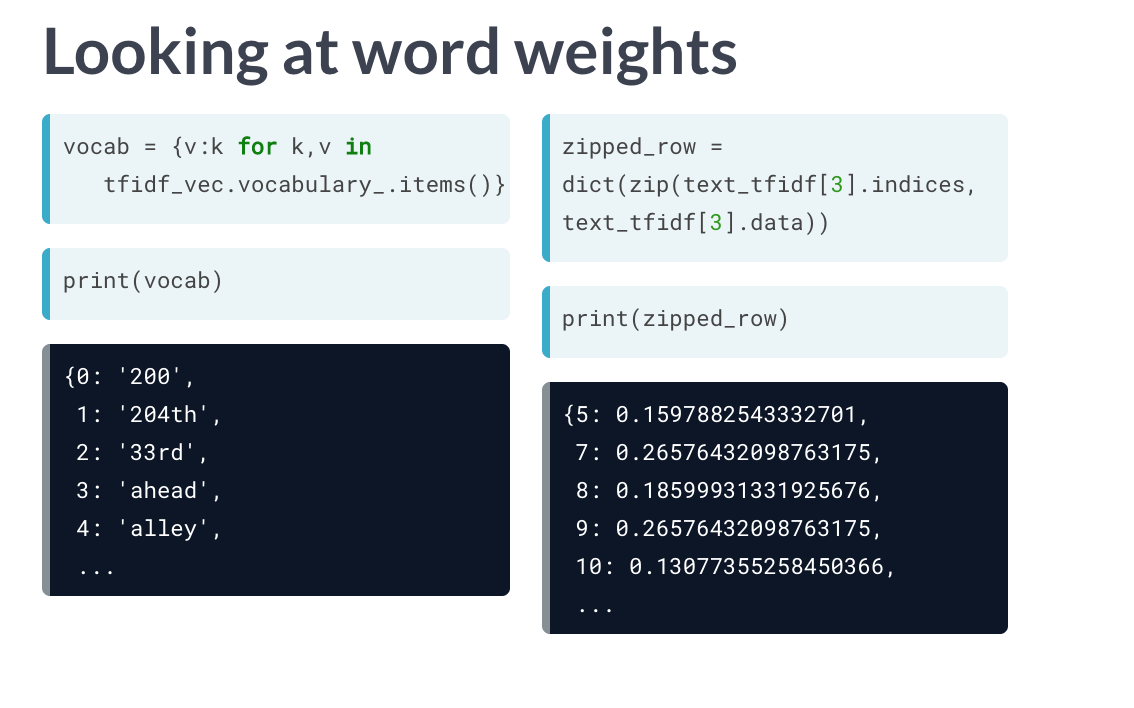 Looking at word weights
vocab = {v:k for k,v in
   tfidf_vec.vocabulary_.items()}
print(vocab)
{0: '200',
 1: '204th',
 2: '33rd',
 3: 'ahead',
 4: 'alley',
 ...
zipped_row =
dict(zip(text_tfidf[3].indices,
text_tfidf[3].data))
print(zipped_row)
{5: 0.1597882543332701,
 7: 0.26576432098763175,
 8: 0.18599931331925676,
 9: 0.26576432098763175,
 10: 0.13077355258450366,
 ...